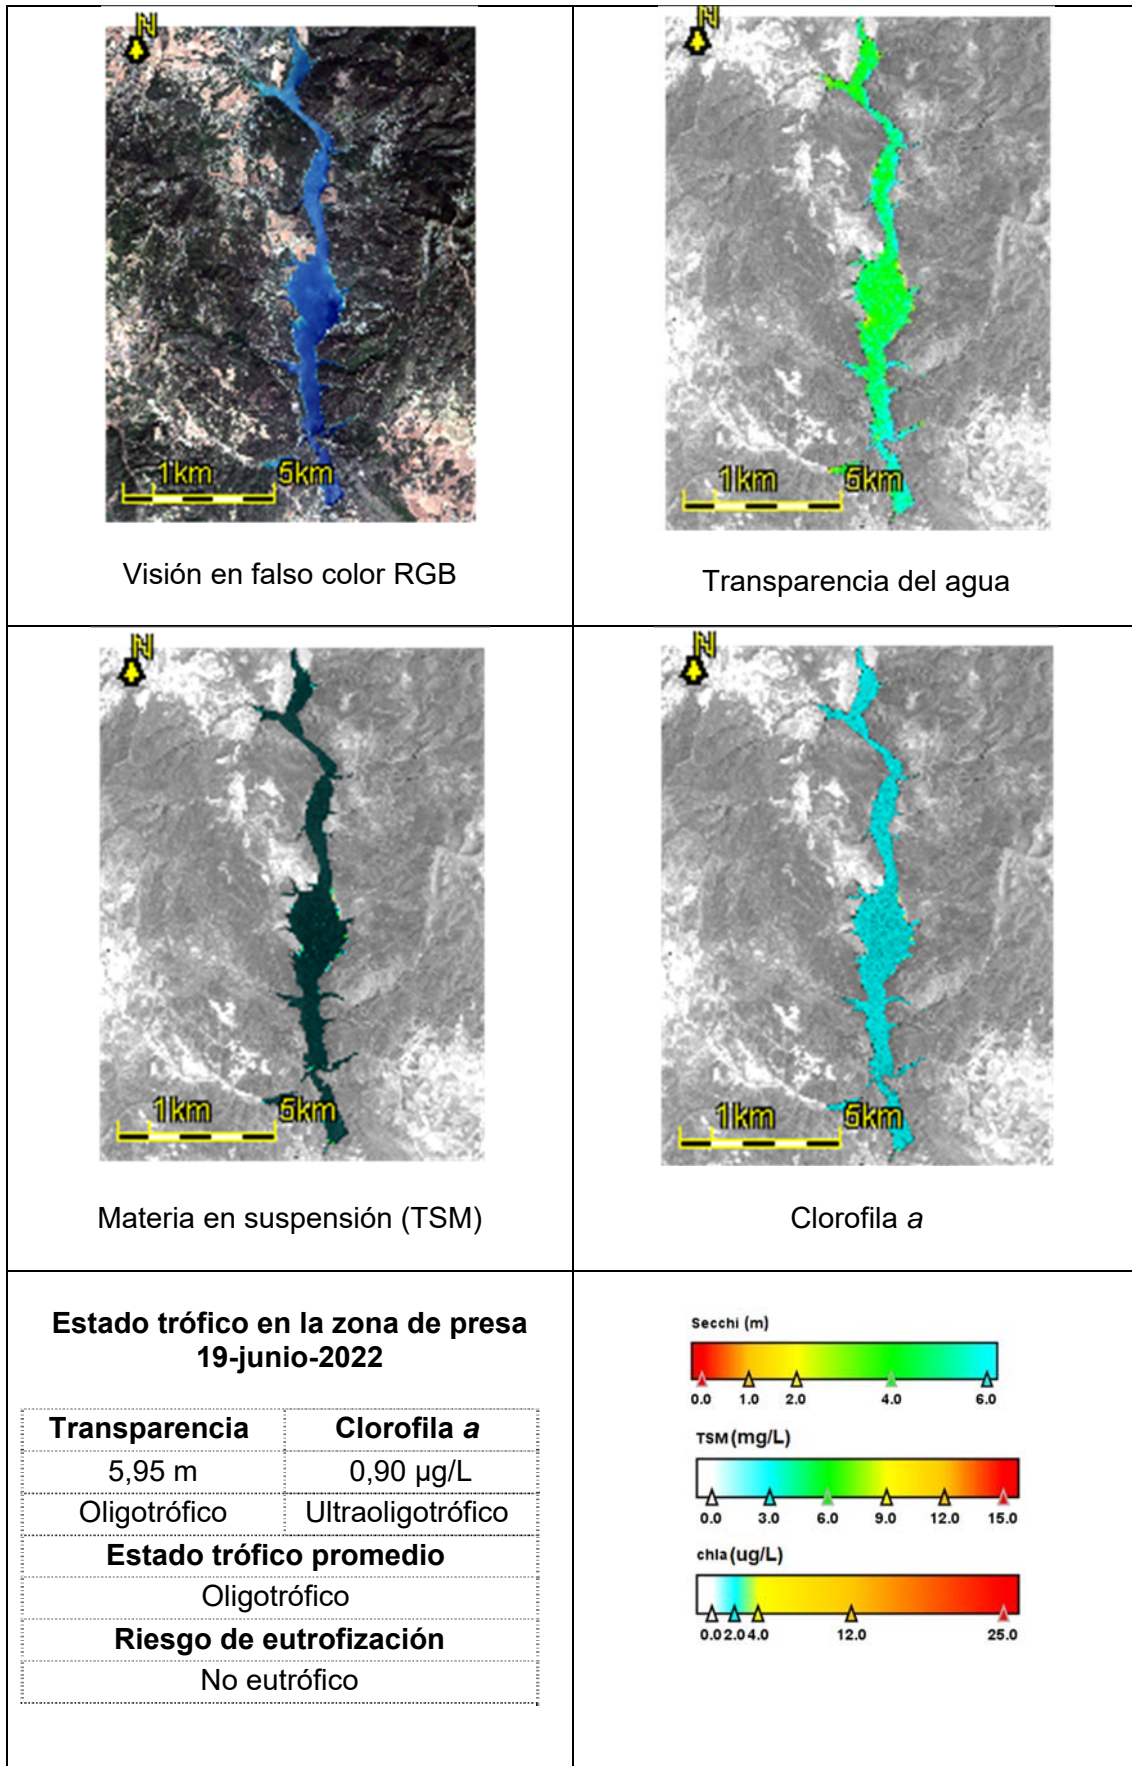 N
1km 5km
Visión en falso color RGB
N
1km 5km
Transparencia del agua
N
1km 5km
Materia en suspensión (TSM)
N
1km 5km
Clorofila a
Estado trófico en la zona de presa
19-junio-2022
Transparencia Clorofila a
5,95 m 0,90 µg/L
Oligotrófico Ultraoligotrófico
Estado trófico promedio
Oligotrófico
Riesgo de eutrofización
No eutrófico
Secchi (m)
0.0 1.0 2.0 4.0 6.0
TSM (mg/L)
0.0 3.0 6.0 9.0 12.0 15.0
chla (ug/L)
0.0 2.0 4.0 12.0 25.0